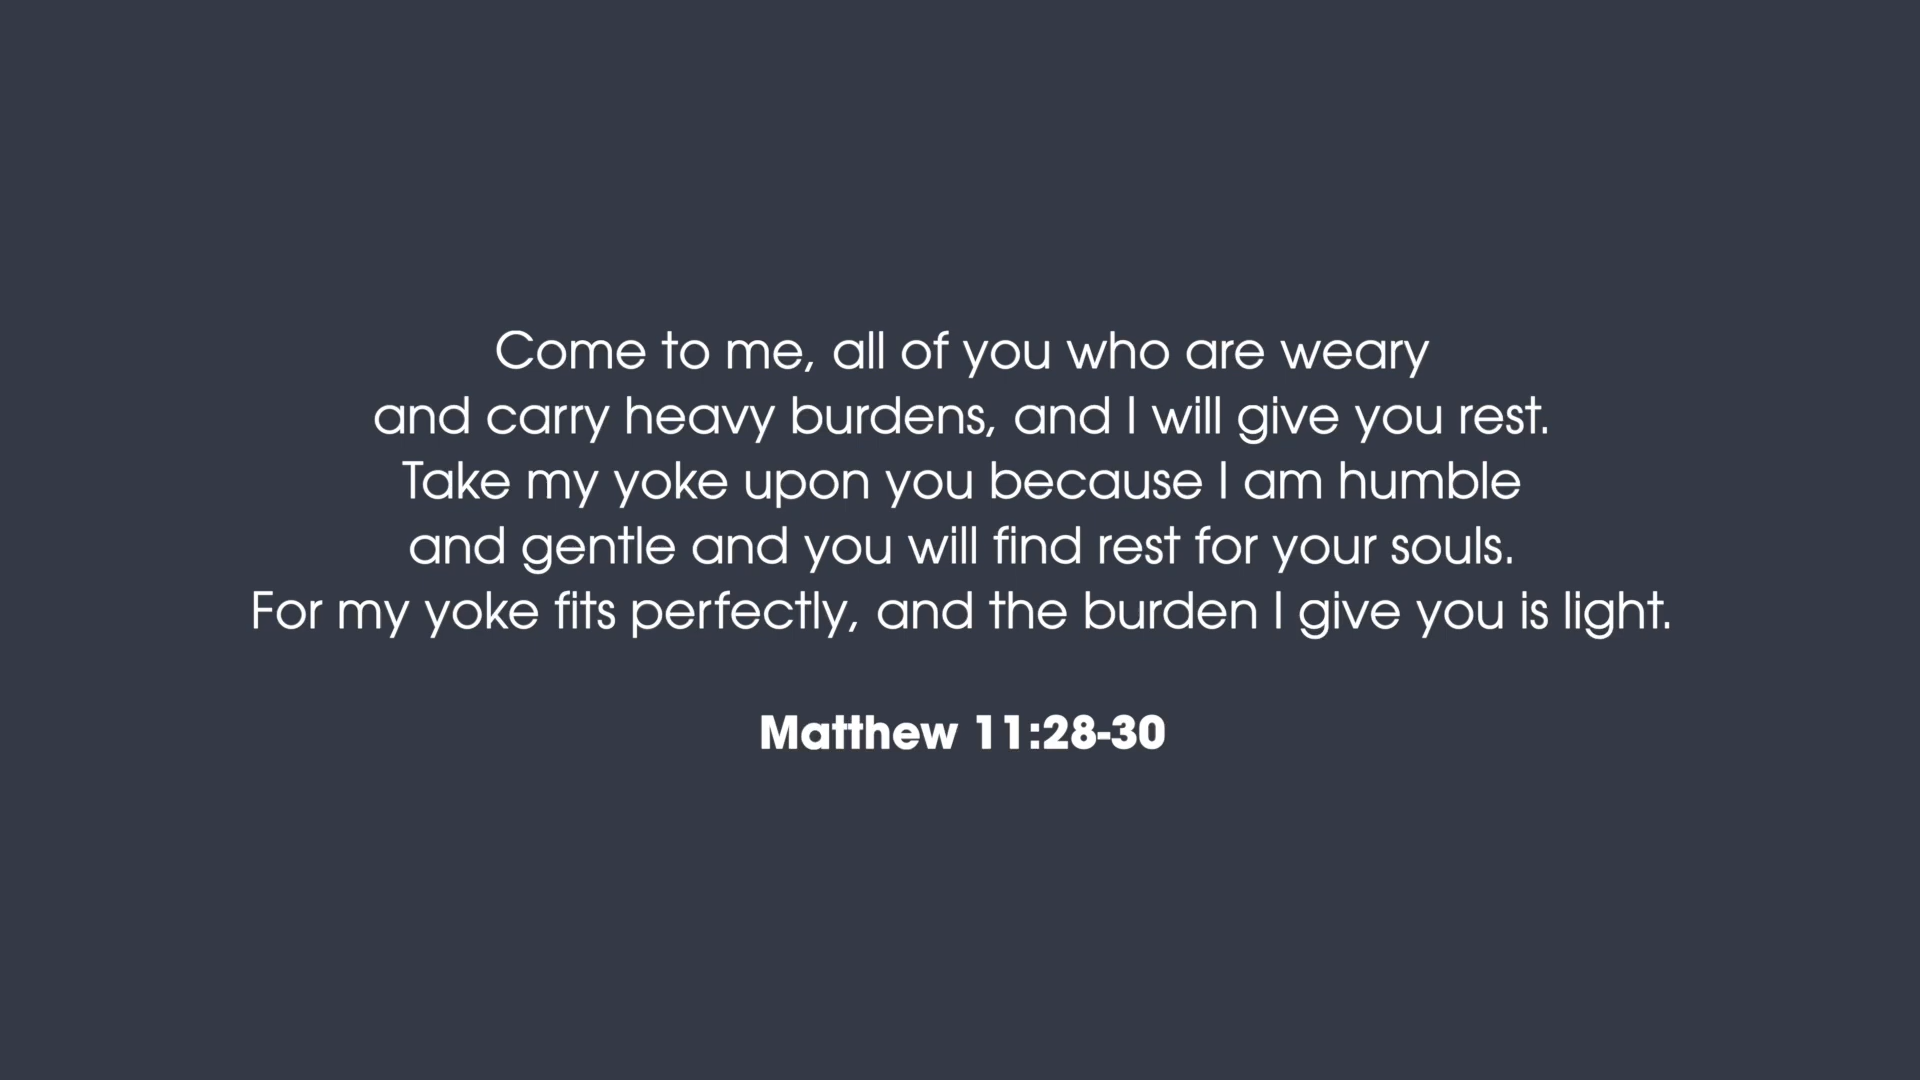 Come to me, all of you who are weary
and carry heavy burdens, and I will give you rest.
Take my yoke upon you because I am humble
and gentle and you will find rest for your souls.
For my yoke fits perfectly, and the burden I give you is light.
Matthew 11:28-30